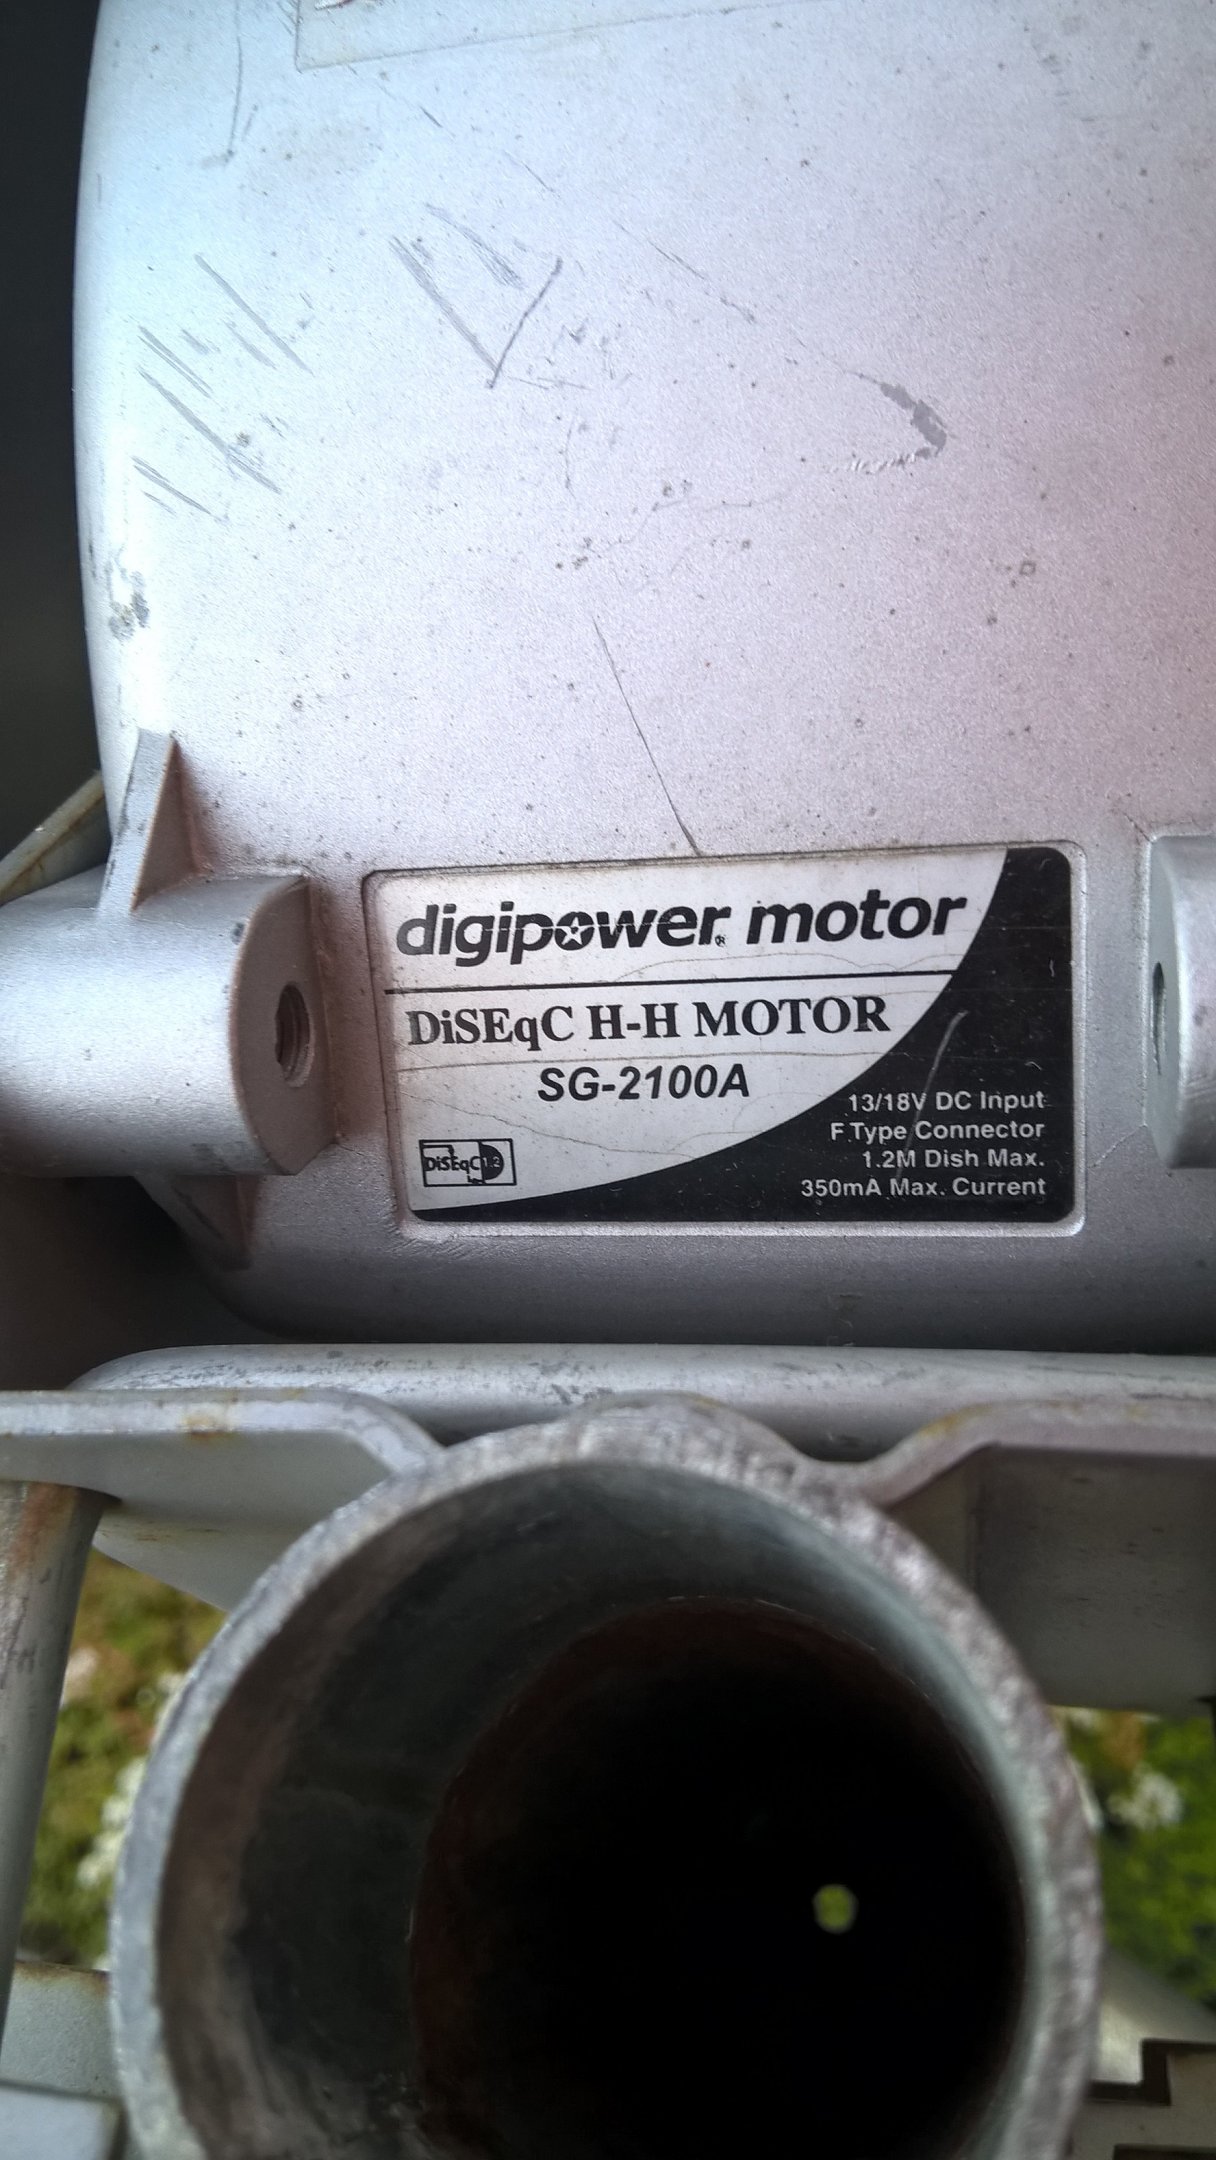 digipower® motor
DiSEqC H-H MOTOR
SG-2100A
13/18V DC Input
F Type Connector
1.2M Dish Max.
350mA Max. Current
DiSEqC 1.2